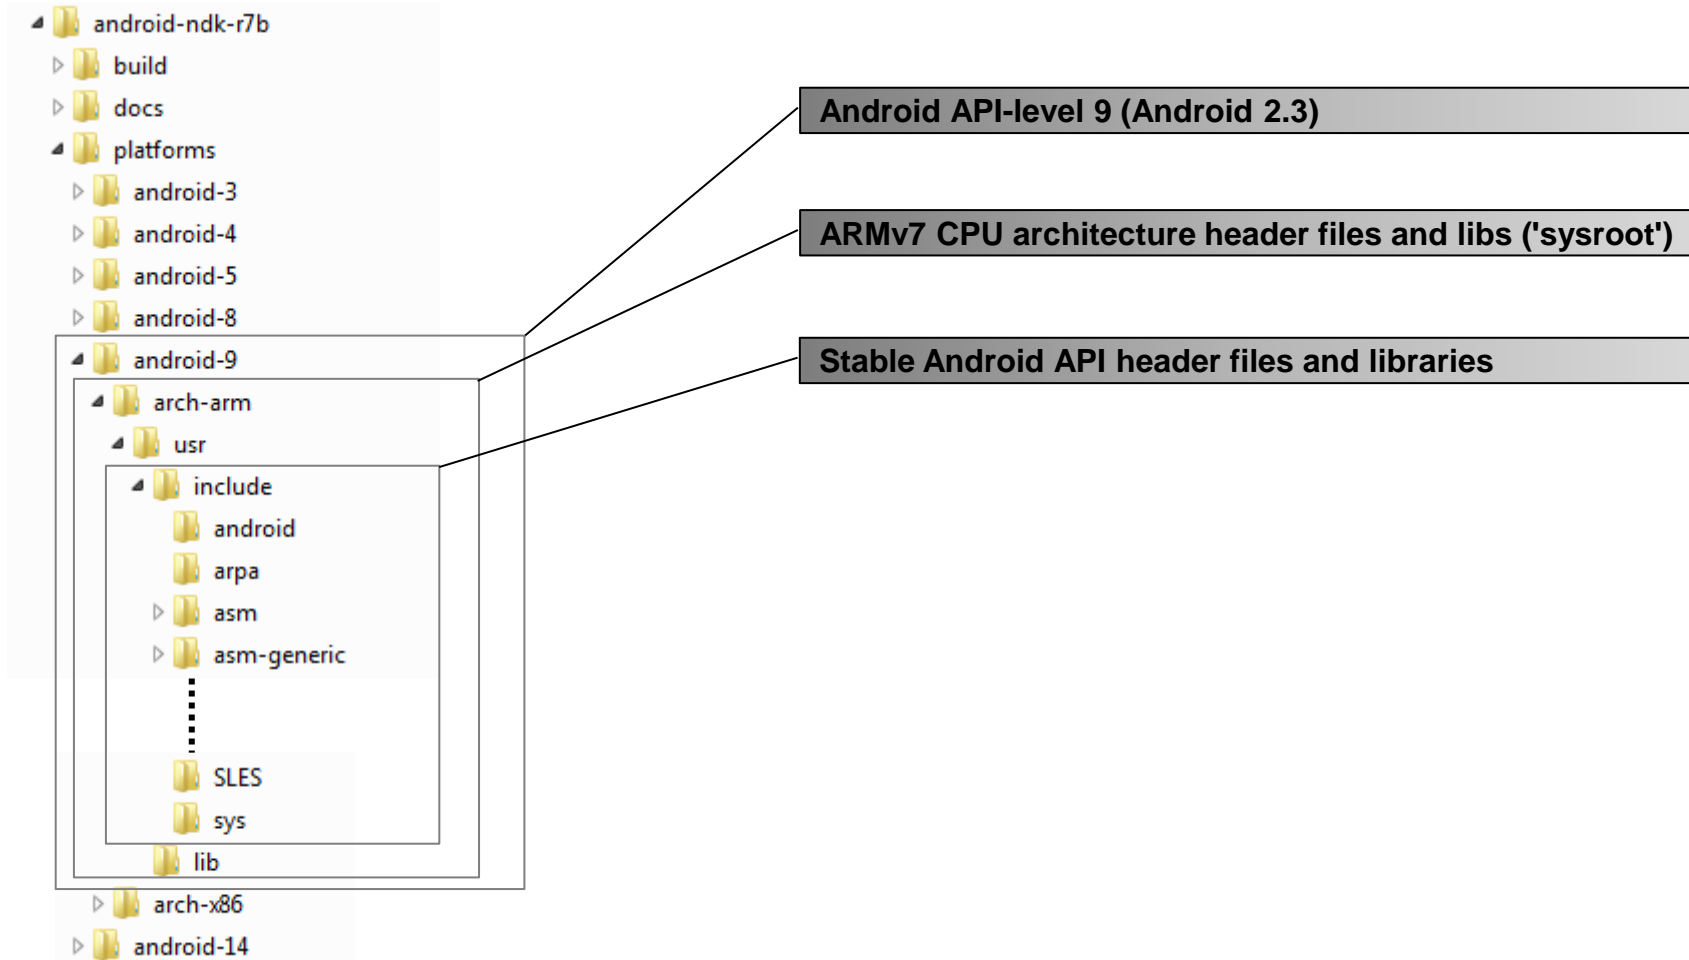 android-ndk-r7b
build
docs
platforms
android-3
android-4
android-5
android-8
android-9
arch-arm
usr
include
android
arpa
asm
asm-generic
SLES
sys
lib
arch-x86
android-14
Android API-level 9 (Android 2.3)
ARMv7 CPU architecture header files and libs ('sysroot')
Stable Android API header files and libraries